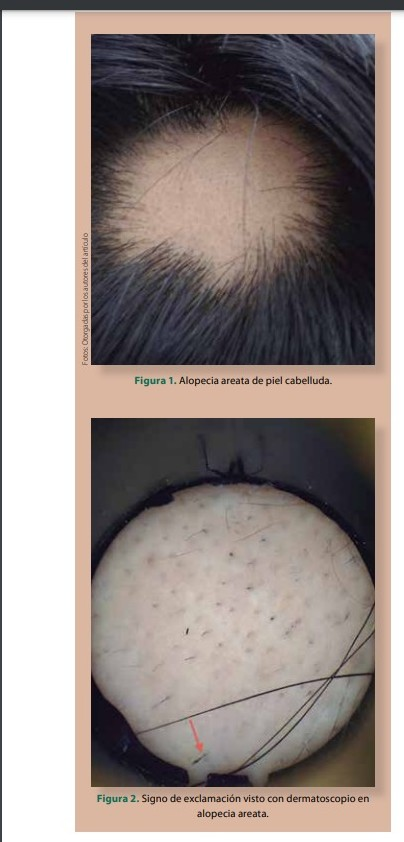 Fotos: Otorgadas por los autores del artículo
Figura 1. Alopecia areata de piel cabelluda.
Figura 2. Signo de exclamación visto con dermatoscopio en
alopecia areata.